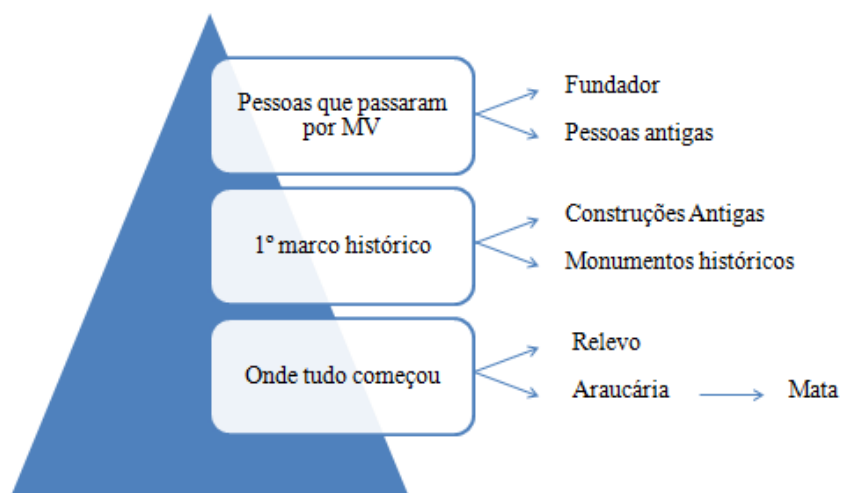 Pessoas que passaram
por MV
Fundador
Pessoas antigas
1º marco histórico
Construções Antigas
Monumentos históricos
Onde tudo começou
Relevo
Araucária
Mata